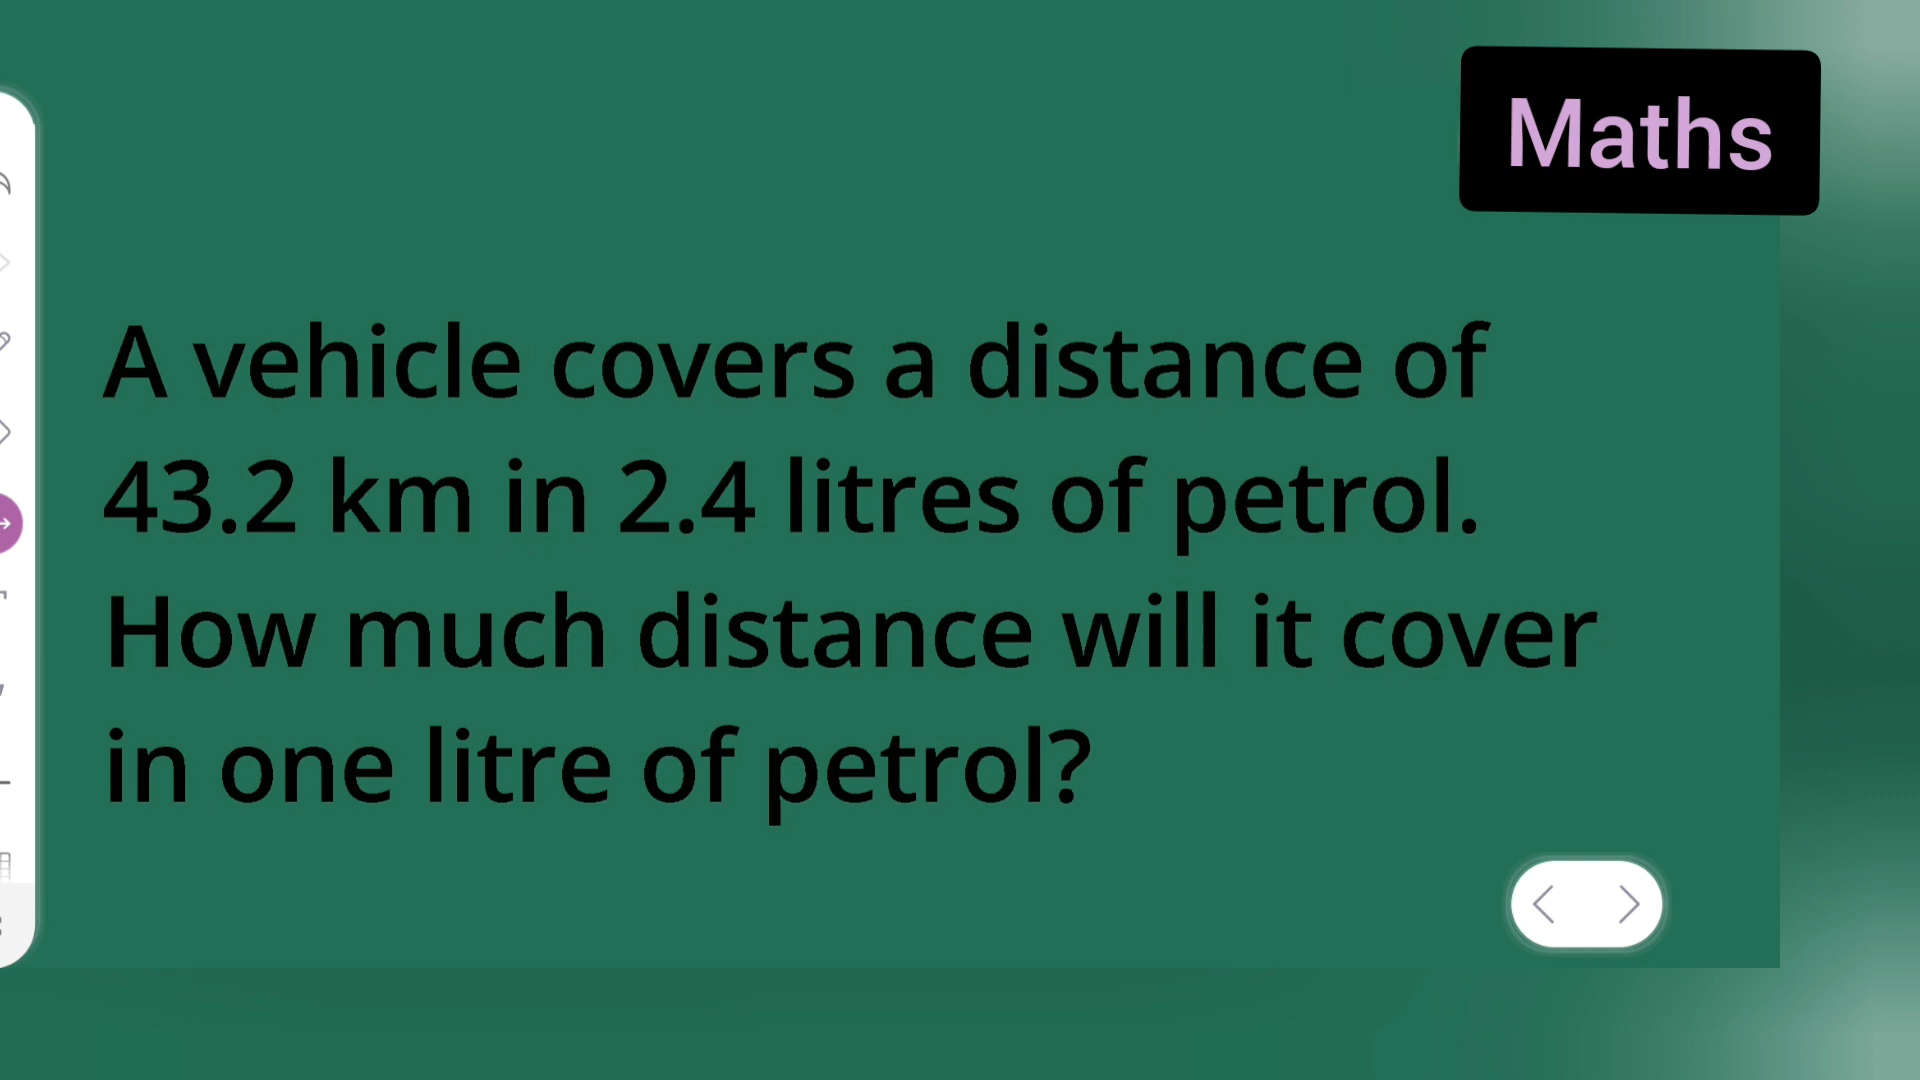 Maths
A vehicle covers a distance of
43.2 km in 2.4 litres of petrol.
How much distance will it cover
in one litre of petrol?